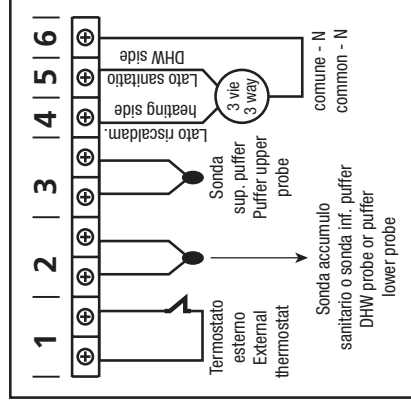 1 2 3 4 5 6
Termostato
esterno
External
thermostat
Sonda accumulo
sanitario o sonda inf. puffer
DHW probe or puffer
lower probe
Sonda
sup. puffer
Puffer upper
probe
Lato riscaldam.
heating side
Lato sanitatio
DHW side
3 vie
3 way
comune - N
common - N